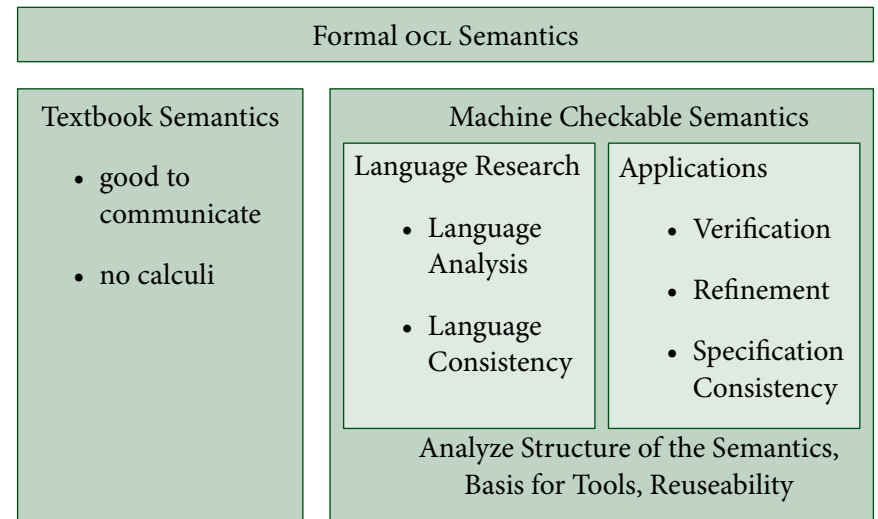 Formal OCL Semantics
Textbook Semantics
• good to
communicate
• no calculi
Machine Checkable Semantics
Language Research
• Language
Analysis
• Language
Consistency
Applications
• Verification
• Refinement
• Specification
Consistency
Analyze Structure of the Semantics,
Basis for Tools, Reuseability